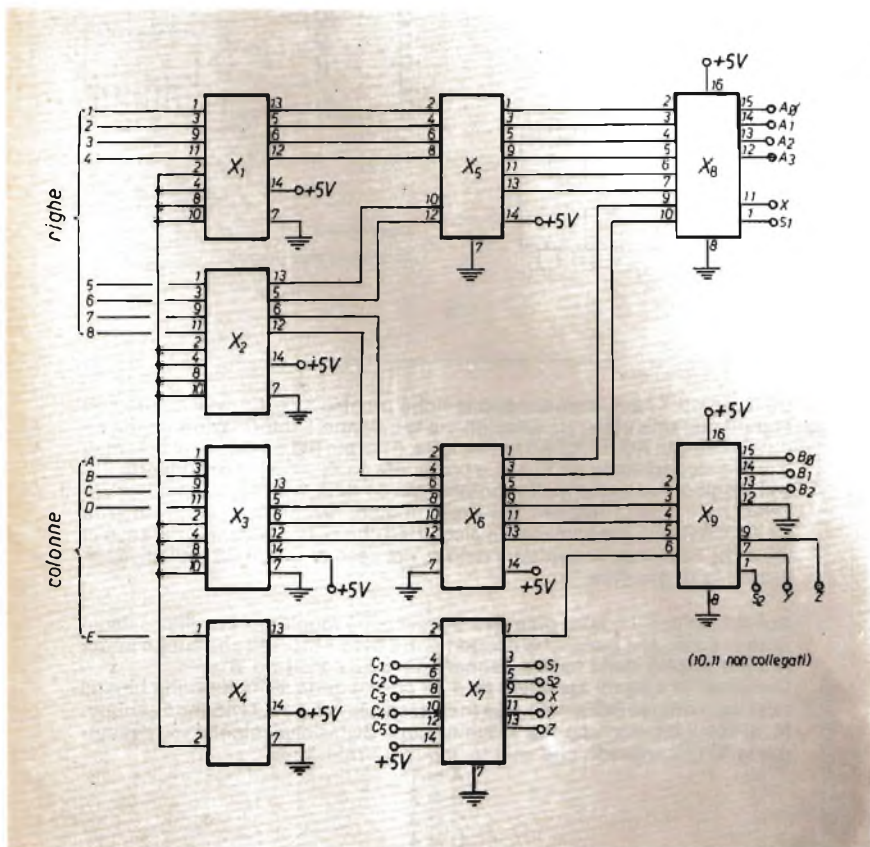 righe
1 1 13 2 1 2
2 3 5 4 3 3
3 9 6 6 5 4
4 11 12 8 9 5
2 11 6
4 14 +5V 13 7
8 10 9
10 7 12 14 +5V 10
X1
X5
7
+5V
16
X8
15 A0
14 A1
13 A2
12 A3
11 X
1 S1
8
5 1 13
6 3 5
7 9 6
8 11 12
2
4 14 +5V
8
10 7
X2
colonne
A 1
B 3
C 9 13
D 11 5
2 6
4 12
8 14
10 7
X3
+5V
2 1
4 3
6 5 2
8 9 3
10 11 4
12 13 5
7 14 6
X6
+5V
+5V
16
X9
15 B0
14 B1
13 B2
12
9
7
1
S2 Y Z
8
(10.11 non collegati)
E 1 13 2 1
X4
14 +5V
2 7
X7
C1 4 3 S1
C2 6 5 S2
C3 8 9 X
C4 10 11 Y
C5 12 13 Z
+5V 14
7